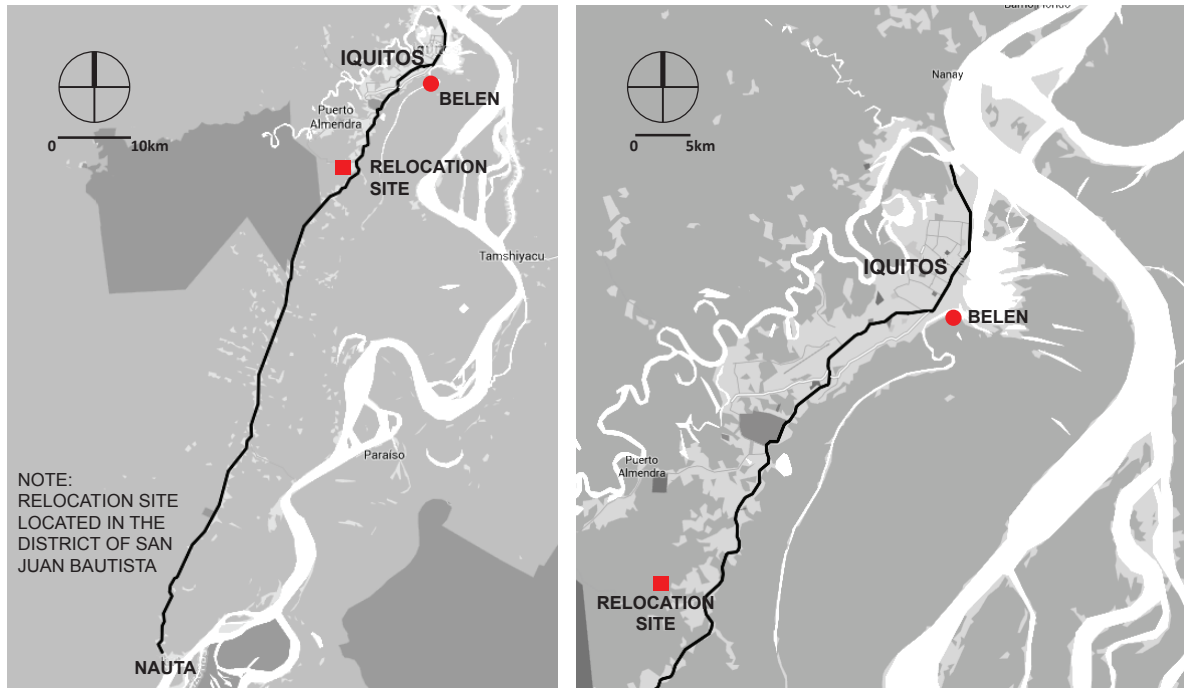 IQUITOS
BELEN
0
10km
Puerto
Almendra
RELOCATION
SITE
Tamshiyacu
Paraíso
NOTE:
RELOCATION SITE
LOCATED IN THE
DISTRICT OF SAN
JUAN BAUTISTA
NAUTA
Nanay
0
5km
IQUITOS
BELEN
Puerto
Almendra
RELOCATION
SITE